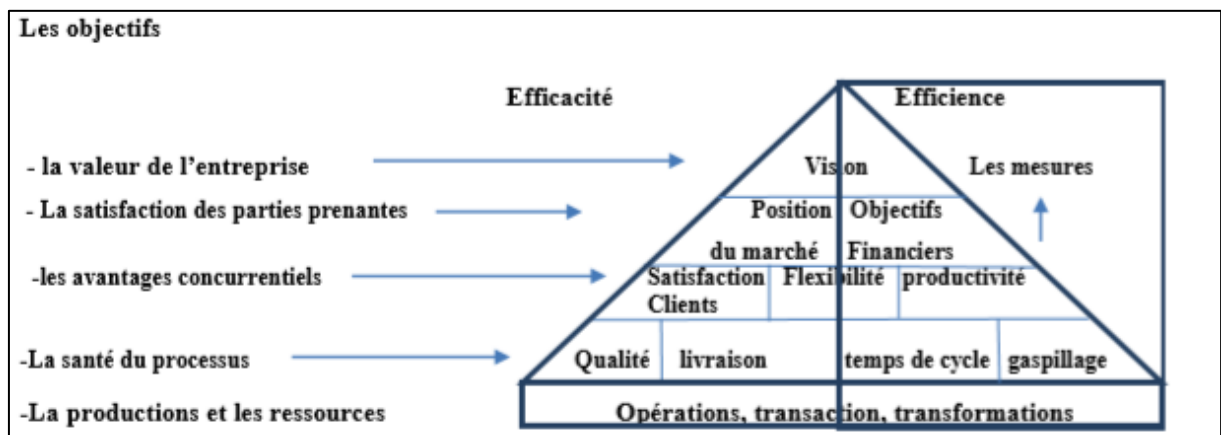 Les objectifs
Efficacité Efficience
- la valeur de l'entreprise Vision Les mesures
- La satisfaction des parties prenantes Position Objectifs
du marché Financiers
-les avantages concurrentiels Satisfaction Flexibilité productivité
Clients
-La santé du processus Qualité livraison temps de cycle gaspillage
-La productions et les ressources Opérations, transaction, transformations